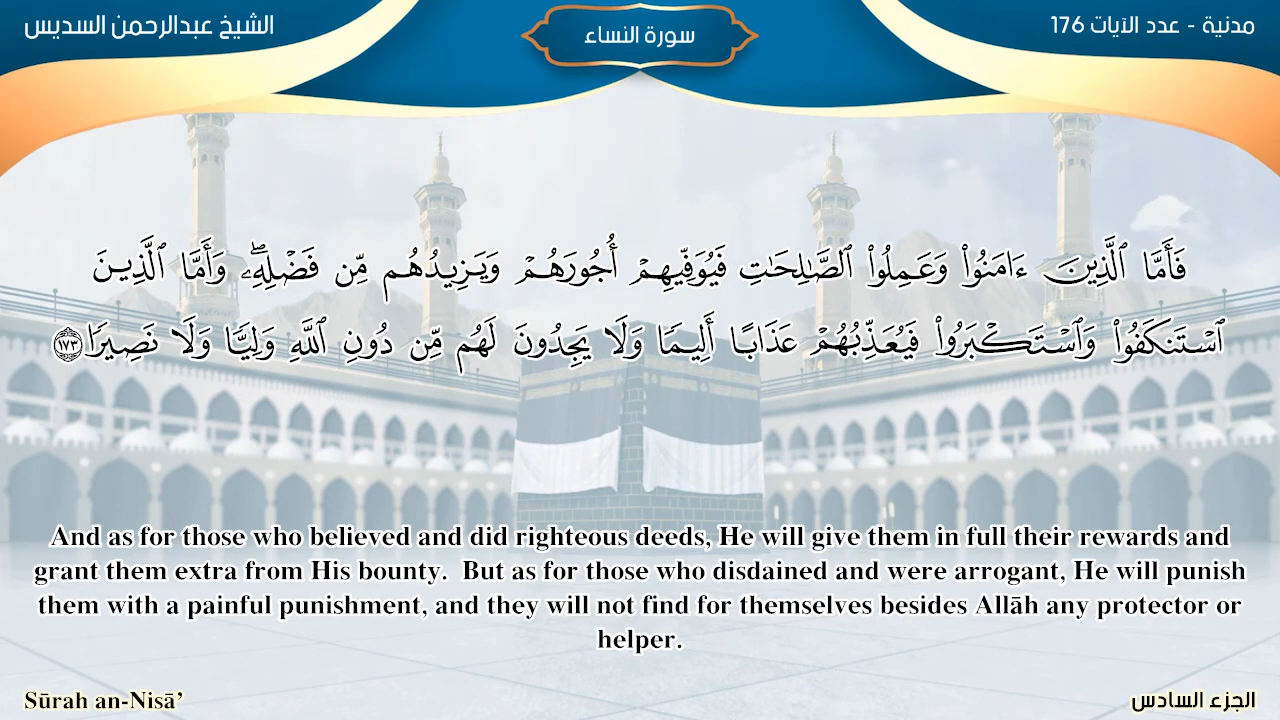 مدنية - عدد الآيات 176
سورة النساء
الشيخ عبدالرحمن السديس
فَأَمَّا ٱلَّذِينَ ءَامَنُوا۟ وَعَمِلُوا۟ ٱلصَّـٰلِحَـٰتِ فَيُوَفِّيهِمْ أُجُورَهُمْ وَيَزِيدُهُم مِّن فَضْلِهِۦۖ وَأَمَّا ٱلَّذِينَ
ٱسْتَنكَفُوا۟ وَٱسْتَكْبَرُوا۟ فَيُعَذِّبُهُمْ عَذَابًا أَلِيمًا وَلَا يَجِدُونَ لَهُم مِّن دُونِ ٱللَّهِ وَلِيًّا وَلَا نَصِيرًا ١٧٣
And as for those who believed and did righteous deeds, He will give them in full their rewards and
grant them extra from His bounty.  But as for those who disdained and were arrogant, He will punish
them with a painful punishment, and they will not find for themselves besides Allāh any protector or
helper.
Sūrah an-Nisā’
الجزء السادس